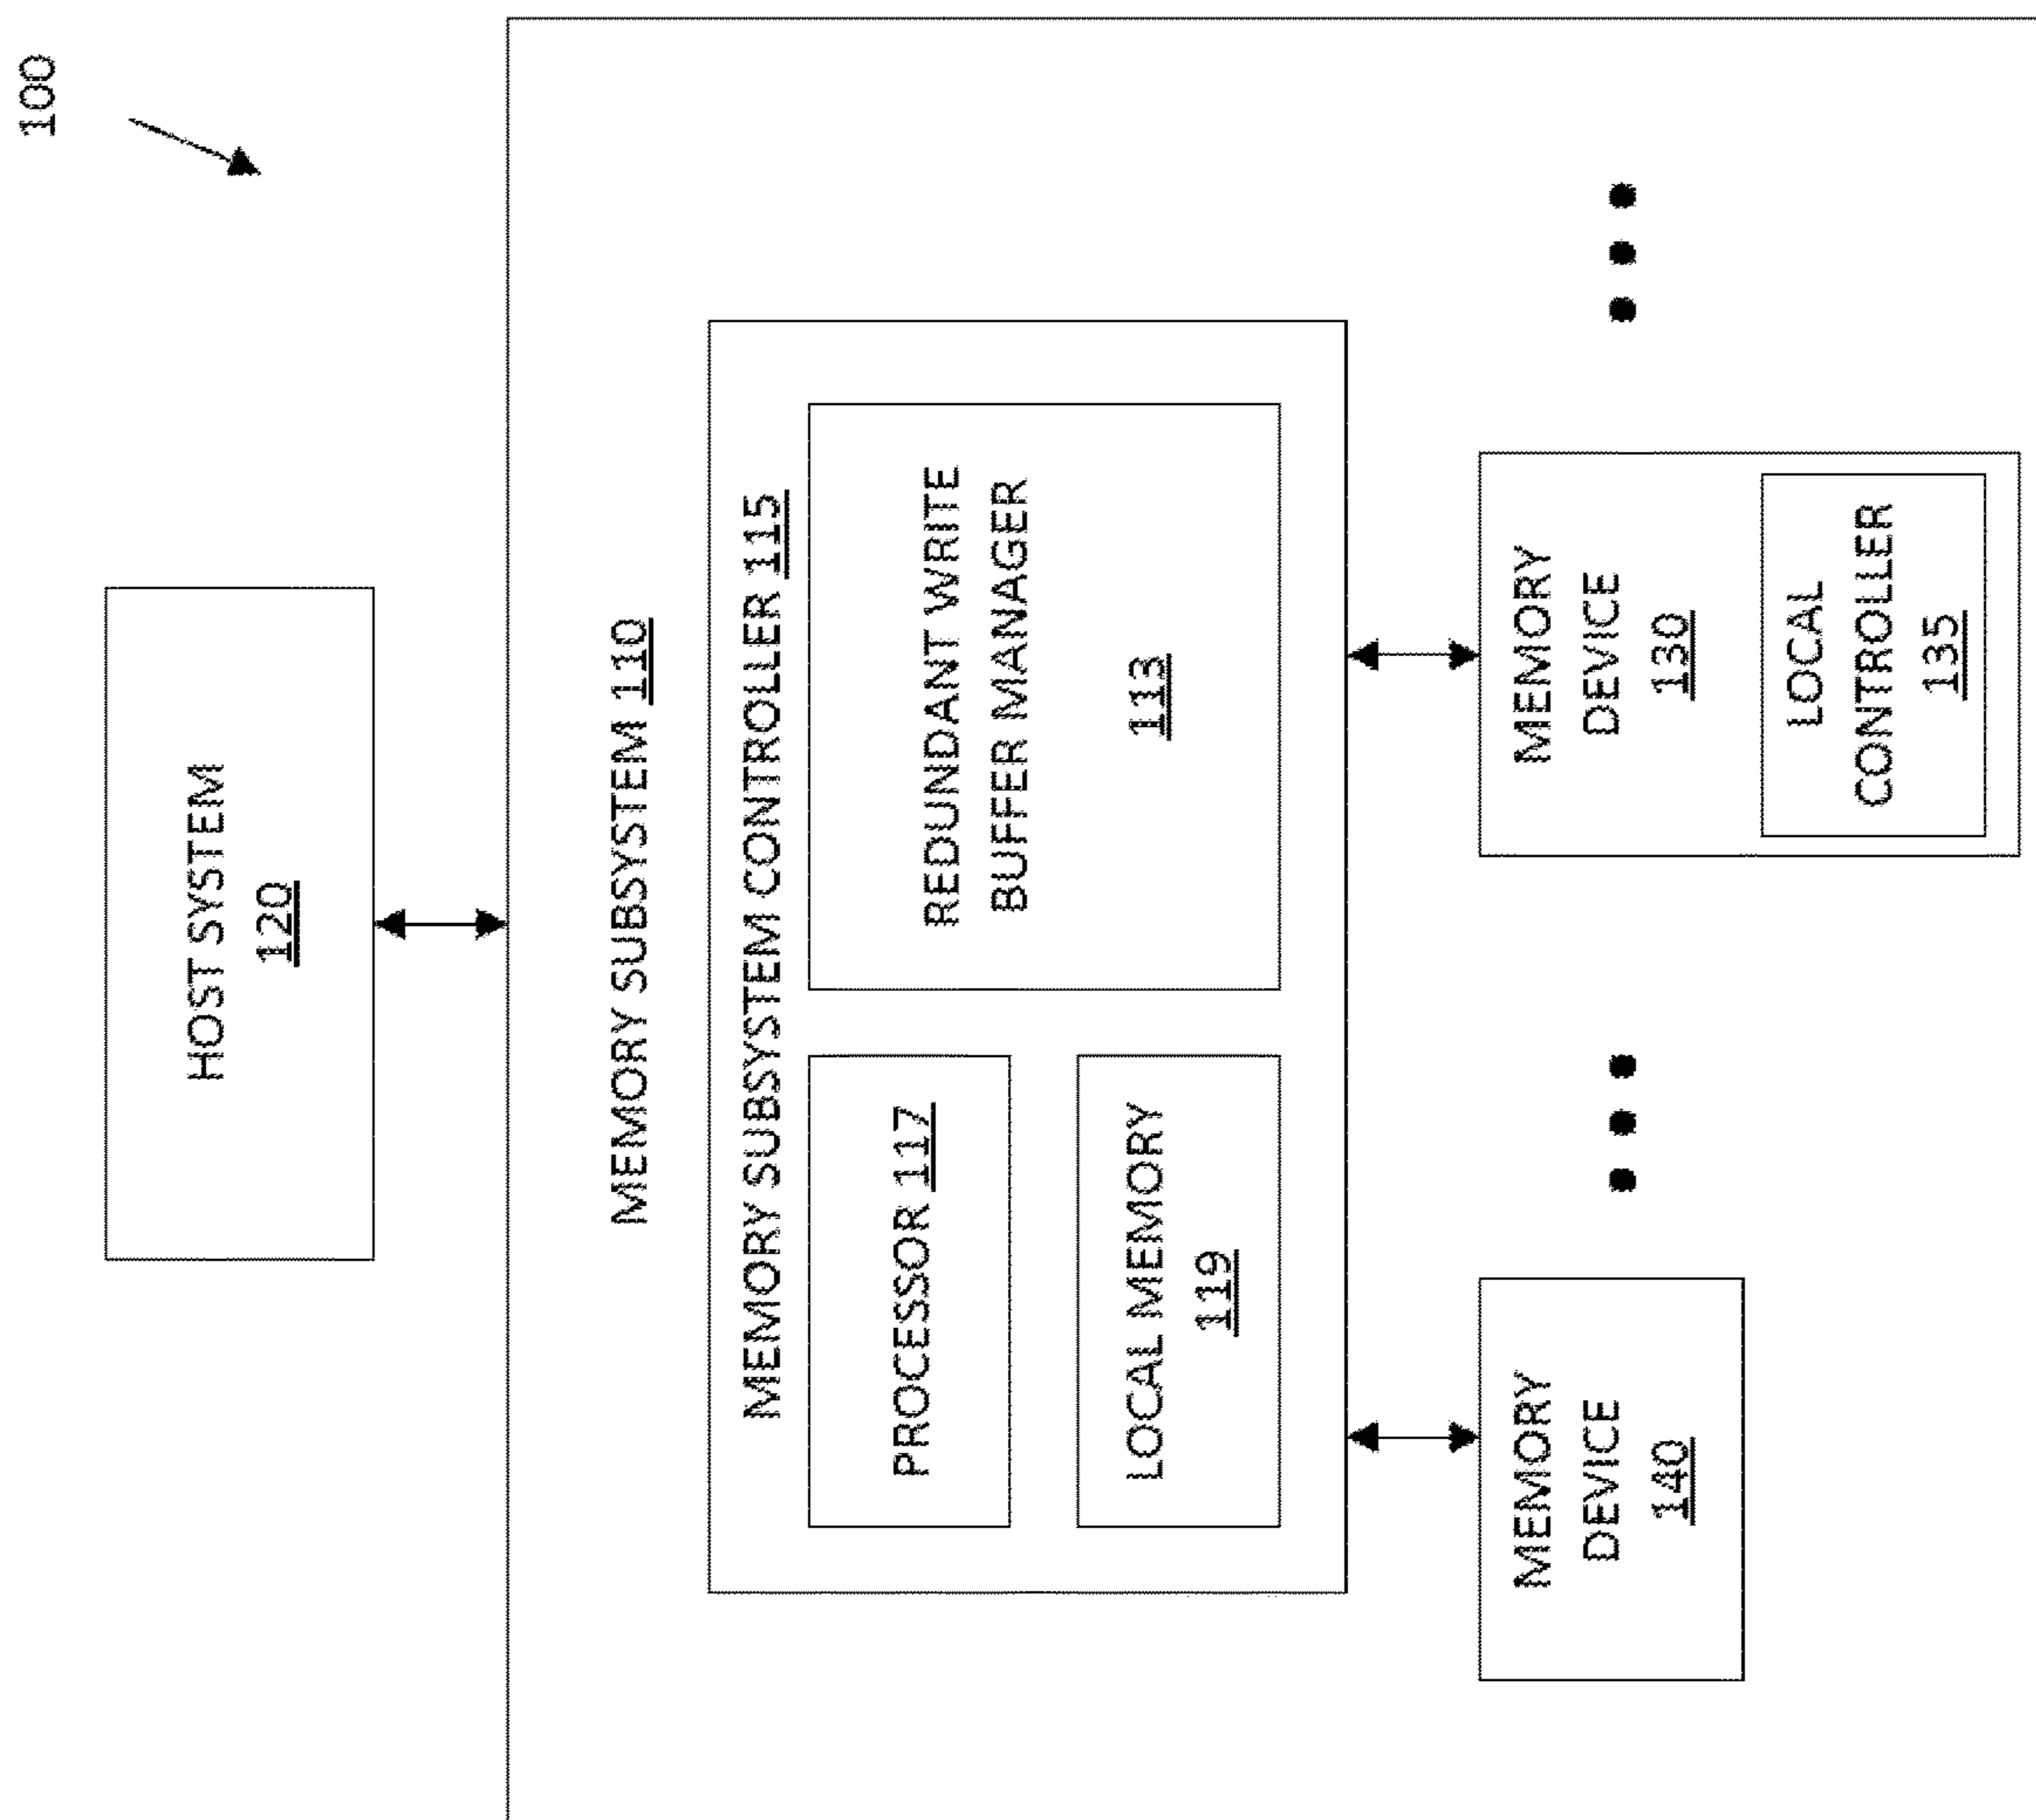 100
HOST SYSTEM
120
MEMORY SUBSYSTEM 110
MEMORY SUBSYSTEM CONTROLLER 115
PROCESSOR 117
LOCAL MEMORY
119
REDUNDANT WRITE
BUFFER MANAGER
113
MEMORY
DEVICE
140
MEMORY
DEVICE
130
LOCAL
CONTROLLER
135